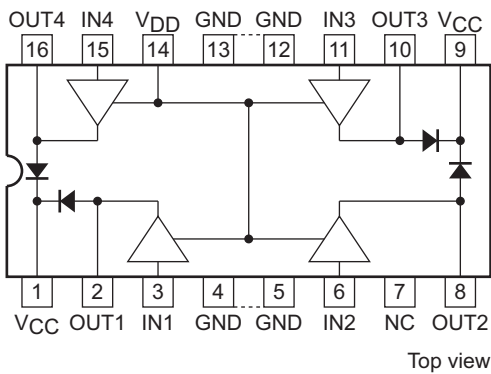 OUT4 IN4 VDD GND GND IN3 OUT3 VCC
16 15 14 13 12 11 10 9
1 2 3 4 5 6 7 8
VCC OUT1 IN1 GND GND IN2 NC OUT2
Top view